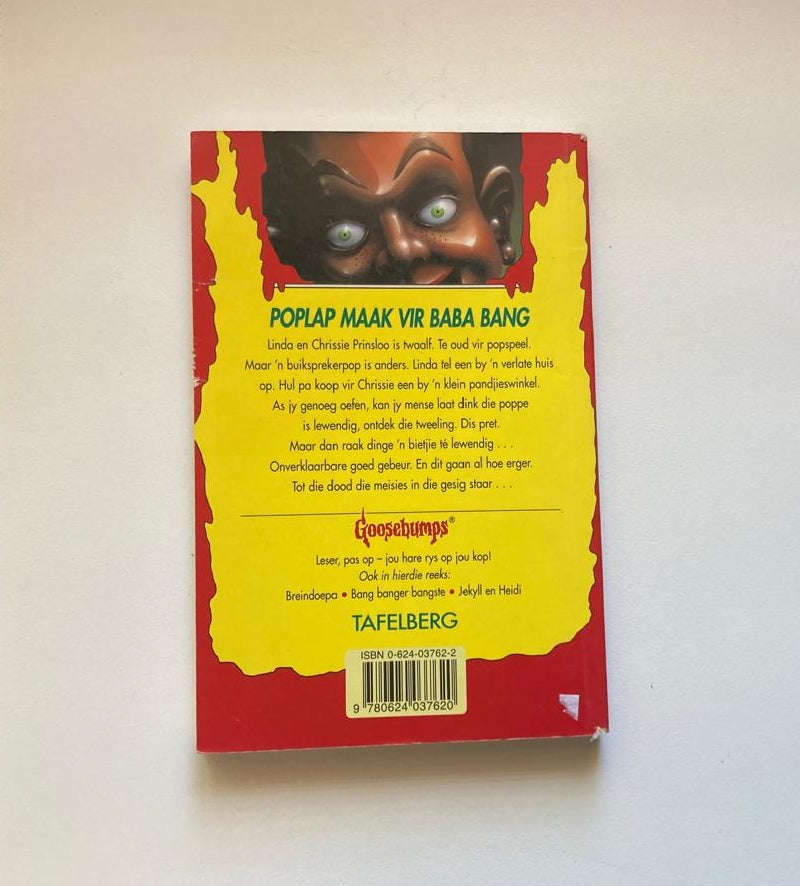 POPLAP MAAK VIR BABA BANG
Linda en Chrissie Prinsloo is twaalf. Te oud vir popspeel.
Maar 'n buiksprekerpop is anders. Linda tel een by 'n verlate huis
op. Hul pa koop vir Chrissie een by 'n klein pandjieswinkel.
As jy genoeg oefen, kan jy mense laat dink die poppe
is lewendig, ontdek die tweeling. Dis pret.
Maar dan raak dinge 'n bietjie té lewendig . . .
Onverklaarbare goed gebeur. En dit gaan al hoe erger.
Tot die dood die meisies in die gesig staar . . .
Goosebumps®
Leser, pas op – jou hare rys op jou kop!
Ook in hierdie reeks:
Breindoepa • Bang banger bangste • Jekyll en Heidi
TAFELBERG
ISBN 0-624-03762-2
9 780624 037620